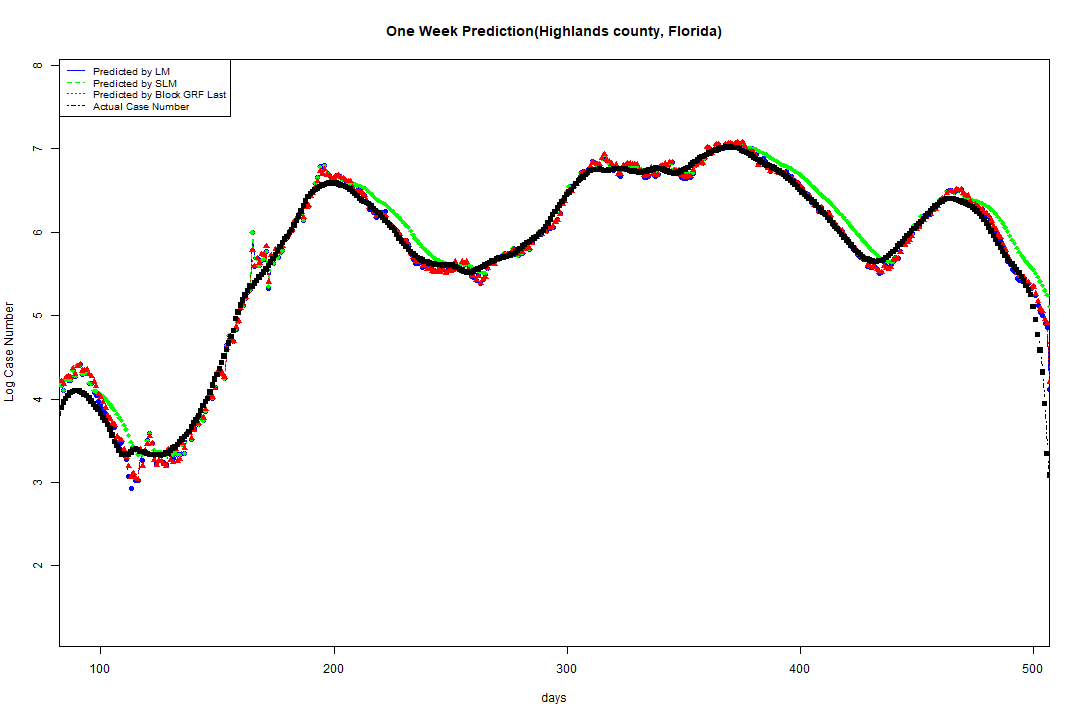 One Week Prediction(Highlands county, Florida)
Predicted by LM
Predicted by SLM
Predicted by Block GRF Last
Actual Case Number
8
7
6
5
4
3
2
Log Case Number
100 200 300 400 500
days